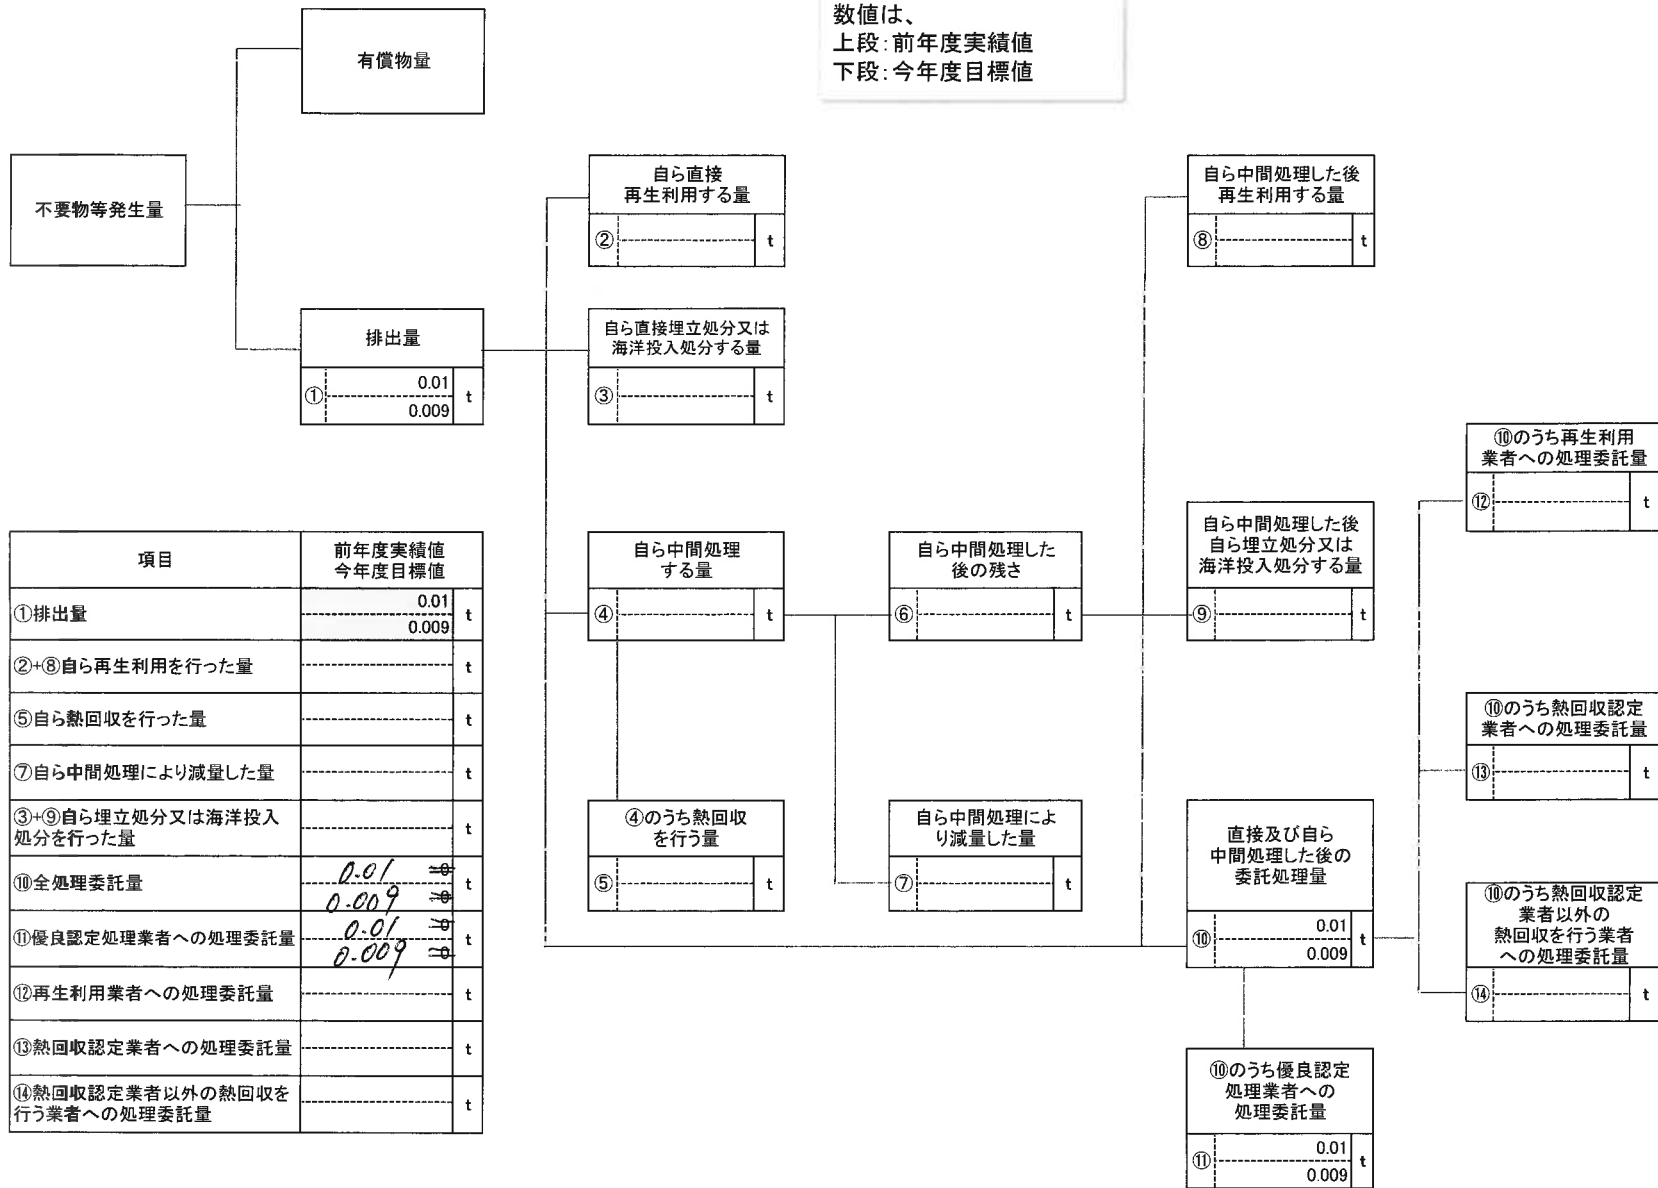 数値は、
上段:前年度実績値
下段:今年度目標値
有償物量
不要物等発生量
排出量
① 0.01 t
0.009
自ら直接
再生利用する量
② t
自ら直接埋立処分又は
海洋投入処分する量
③ t
自ら中間処理
する量
④ t
④のうち熱回収
を行う量
⑤ t
自ら中間処理した
後の残さ
⑥ t
自ら中間処理によ
り減量した量
⑦ t
自ら中間処理した後
再生利用する量
⑧ t
自ら中間処理した後
自ら埋立処分又は
海洋投入処分する量
⑨ t
直接及び自ら
中間処理した後の
委託処理量
⑩ 0.01 t
0.009
⑩のうち優良認定
処理業者への
処理委託量
⑪ 0.01 t
0.009
⑩のうち再生利用
業者への処理委託量
⑫ t
⑩のうち熱回収認定
業者への処理委託量
⑬ t
⑩のうち熱回収認定
業者以外の
熱回収を行う業者
への処理委託量
⑭ t
項目 前年度実績値
今年度目標値
①排出量 0.01 t
0.009
②+⑧自ら再生利用を行った量 t
⑤自ら熱回収を行った量 t
⑦自ら中間処理により減量した量 t
③+⑨自ら埋立処分又は海洋投入
処分を行った量 t
⑩全処理委託量 0.01 0 t
0.009 0
⑪優良認定処理業者への処理委託量 0.01 0 t
0.009 0
⑫再生利用業者への処理委託量 t
⑬熱回収認定業者への処理委託量 t
⑭熱回収認定業者以外の熱回収を
行う業者への処理委託量 t